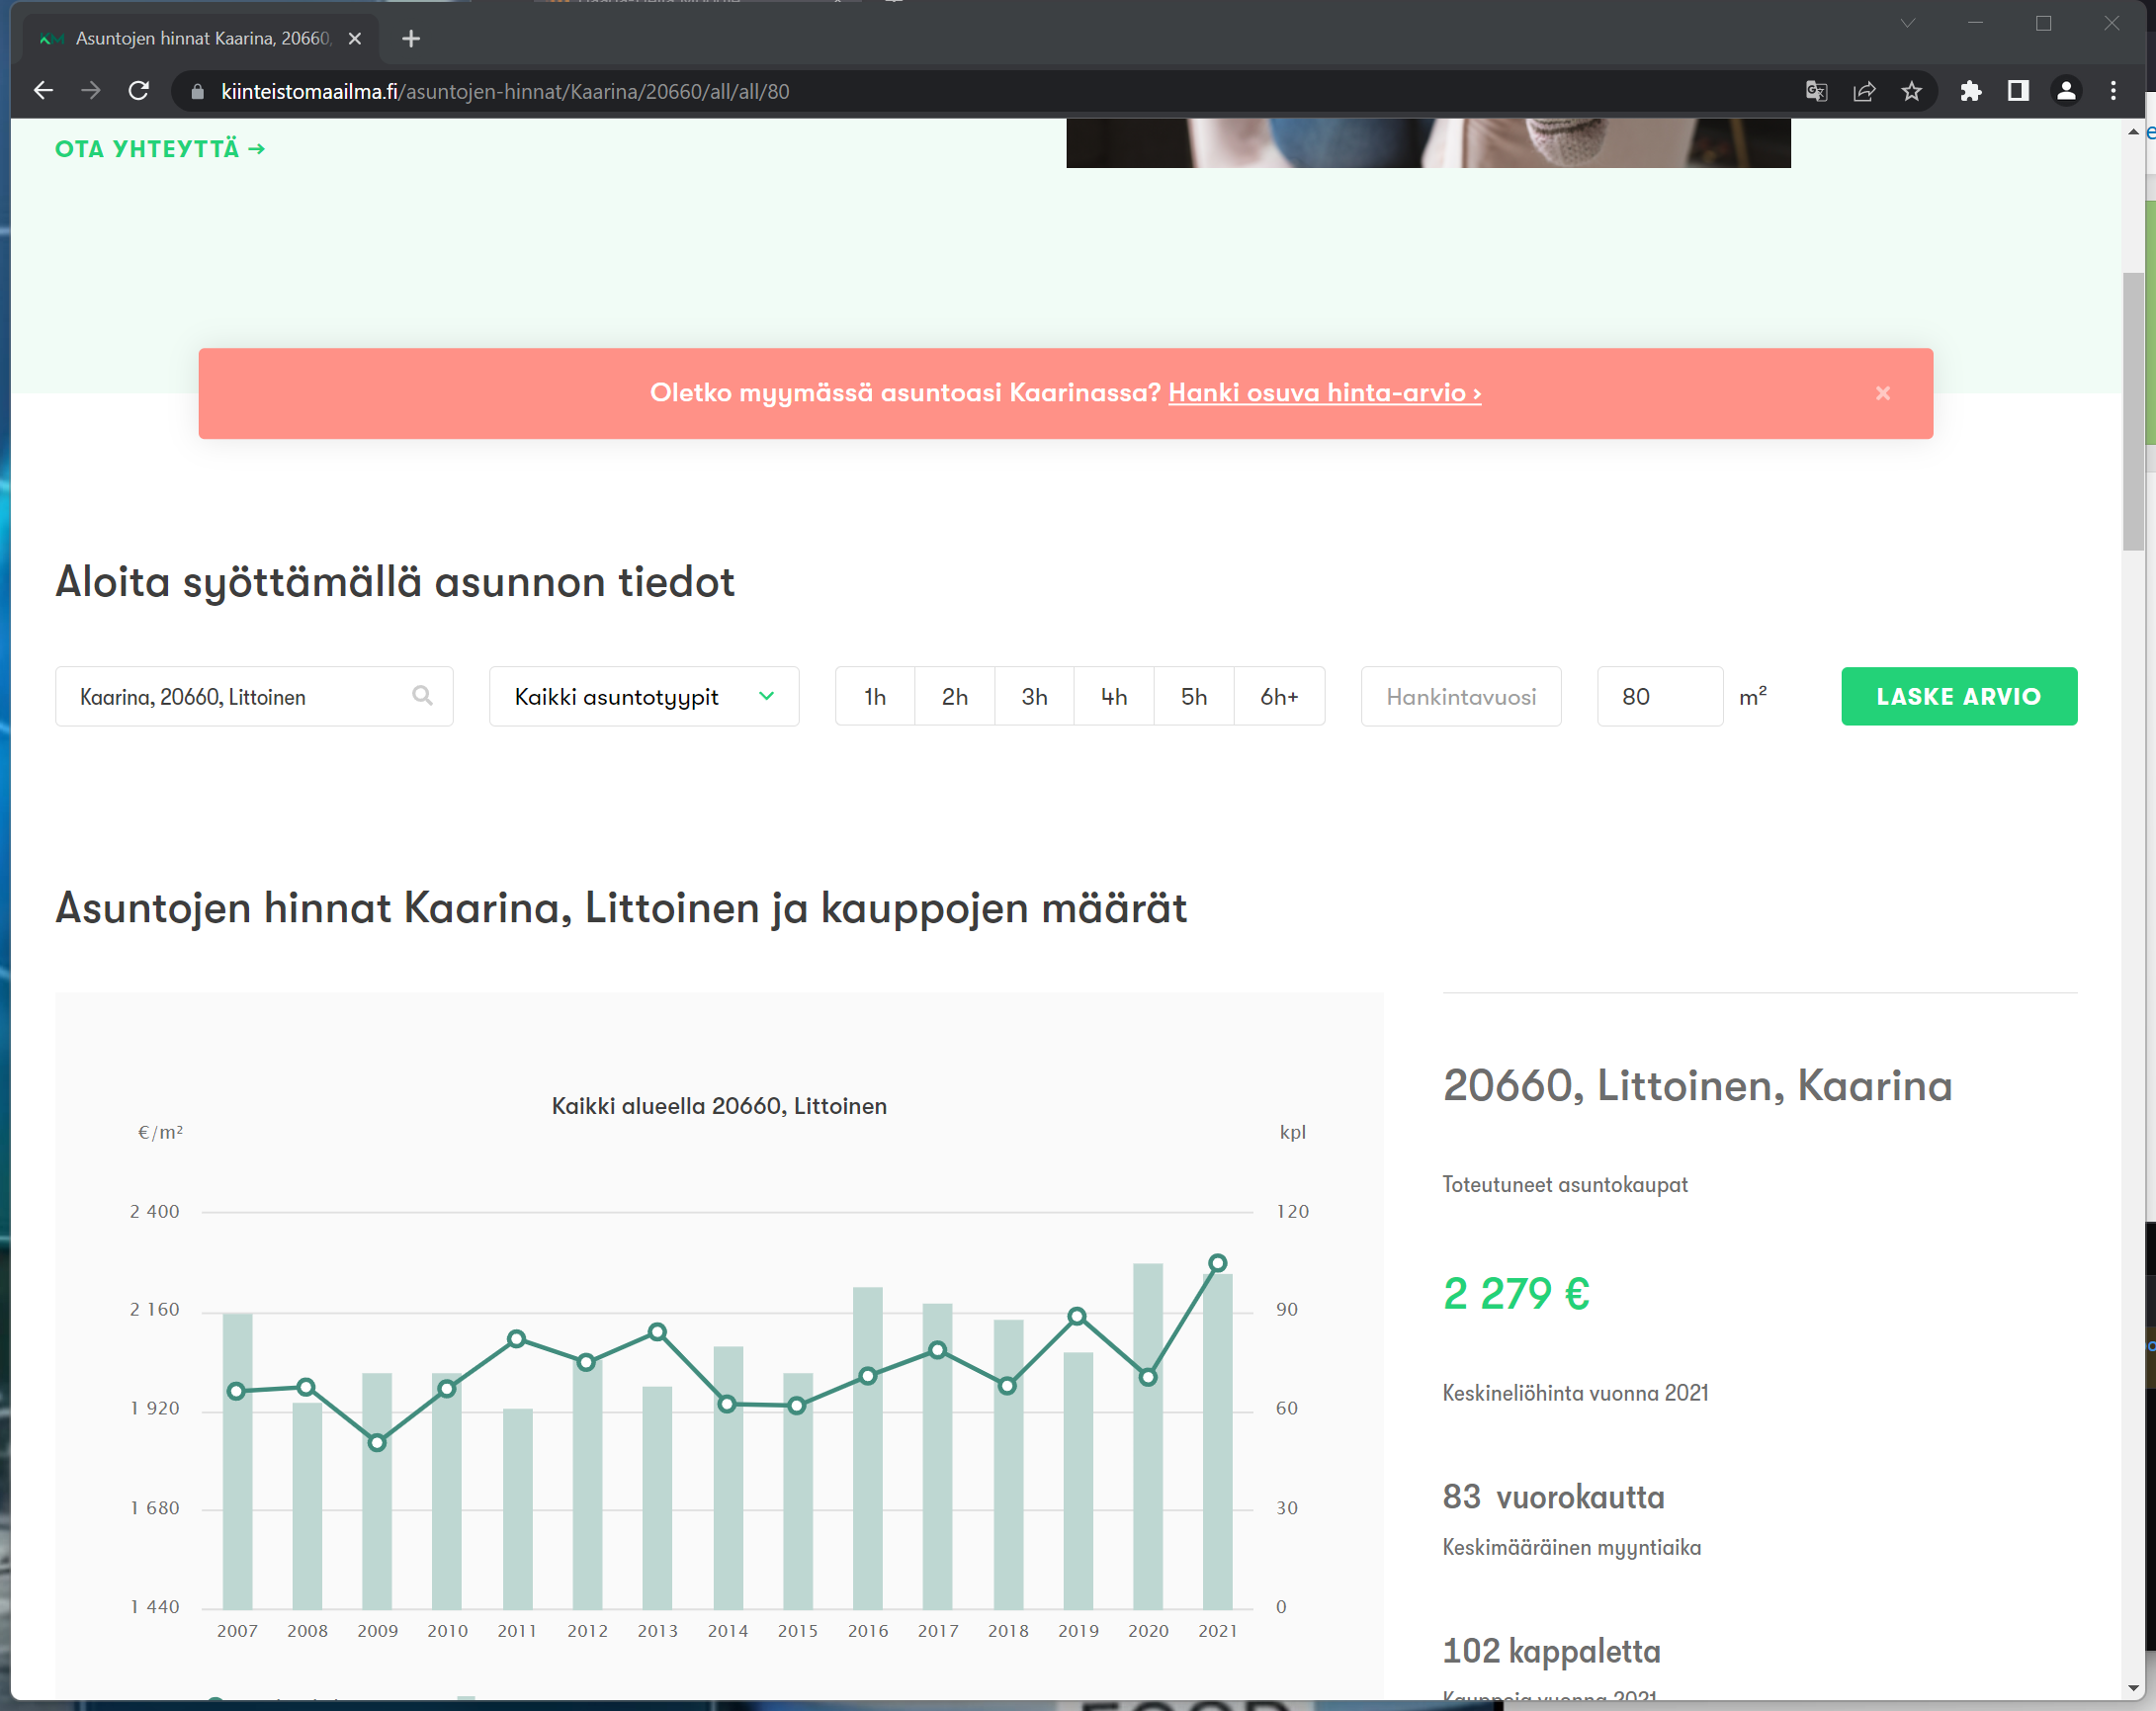 Asuntojen hinnat Kaarina, 20660,
kiinteistomaailma.fi/asuntojen-hinnat/Kaarina/20660/all/all/80
OTA YHTEYTTÄ →
Oletko myymässä asuntoasi Kaarinassa? Hanki osuva hinta-arvio ›
Aloita syöttämällä asunnon tiedot
Kaarina, 20660, Littoinen
Kaikki asuntotyypit
1h 2h 3h 4h 5h 6h+
Hankintavuosi
80 m²
LASKE ARVIO
Asuntojen hinnat Kaarina, Littoinen ja kauppojen määrät
Kaikki alueella 20660, Littoinen
€/m² kpl
2 400 120
2 160 90
1 920 60
1 680 30
1 440 0
2007 2008 2009 2010 2011 2012 2013 2014 2015 2016 2017 2018 2019 2020 2021
20660, Littoinen, Kaarina
Toteutuneet asuntokaupat
2 279 €
Keskineliöhinta vuonna 2021
83 vuorokautta
Keskimääräinen myyntiaika
102 kappaletta
Kauppoja vuonna 2021